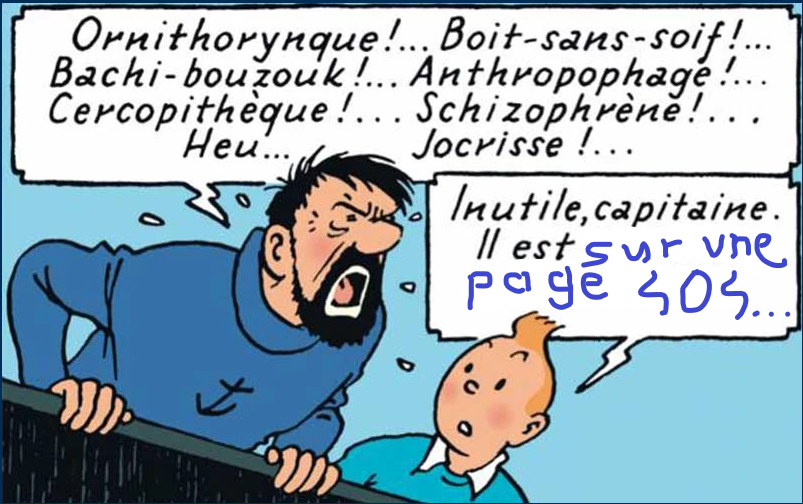 Ornithorynque !... Boit-sans-soif !...
Bachi-bouzouk !... Anthropophage !...
Cercopithèque !... Schizophrène !...
Heu... Jocrisse !...
Inutile, capitaine.
Il est sur une
page 404...